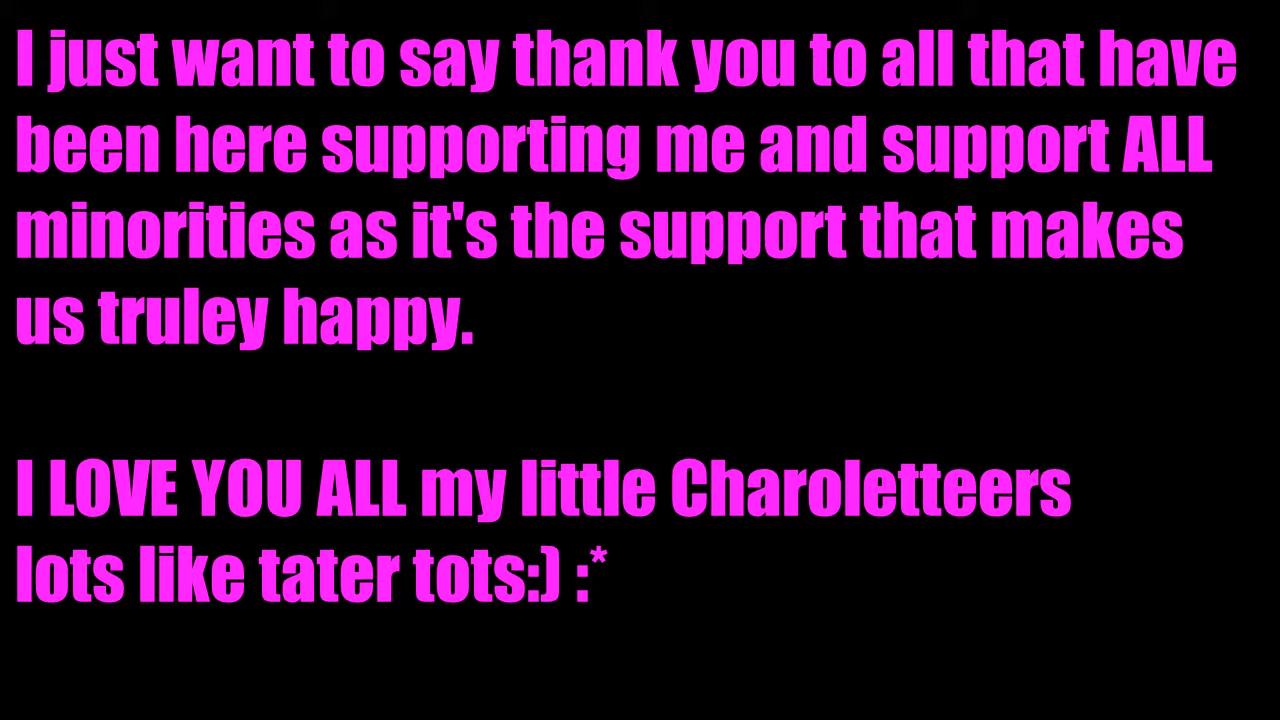 I just want to say thank you to all that have
been here supporting me and support ALL
minorities as it's the support that makes
us truley happy.
I LOVE YOU ALL my little Charoletteers
lots like tater tots:) :*